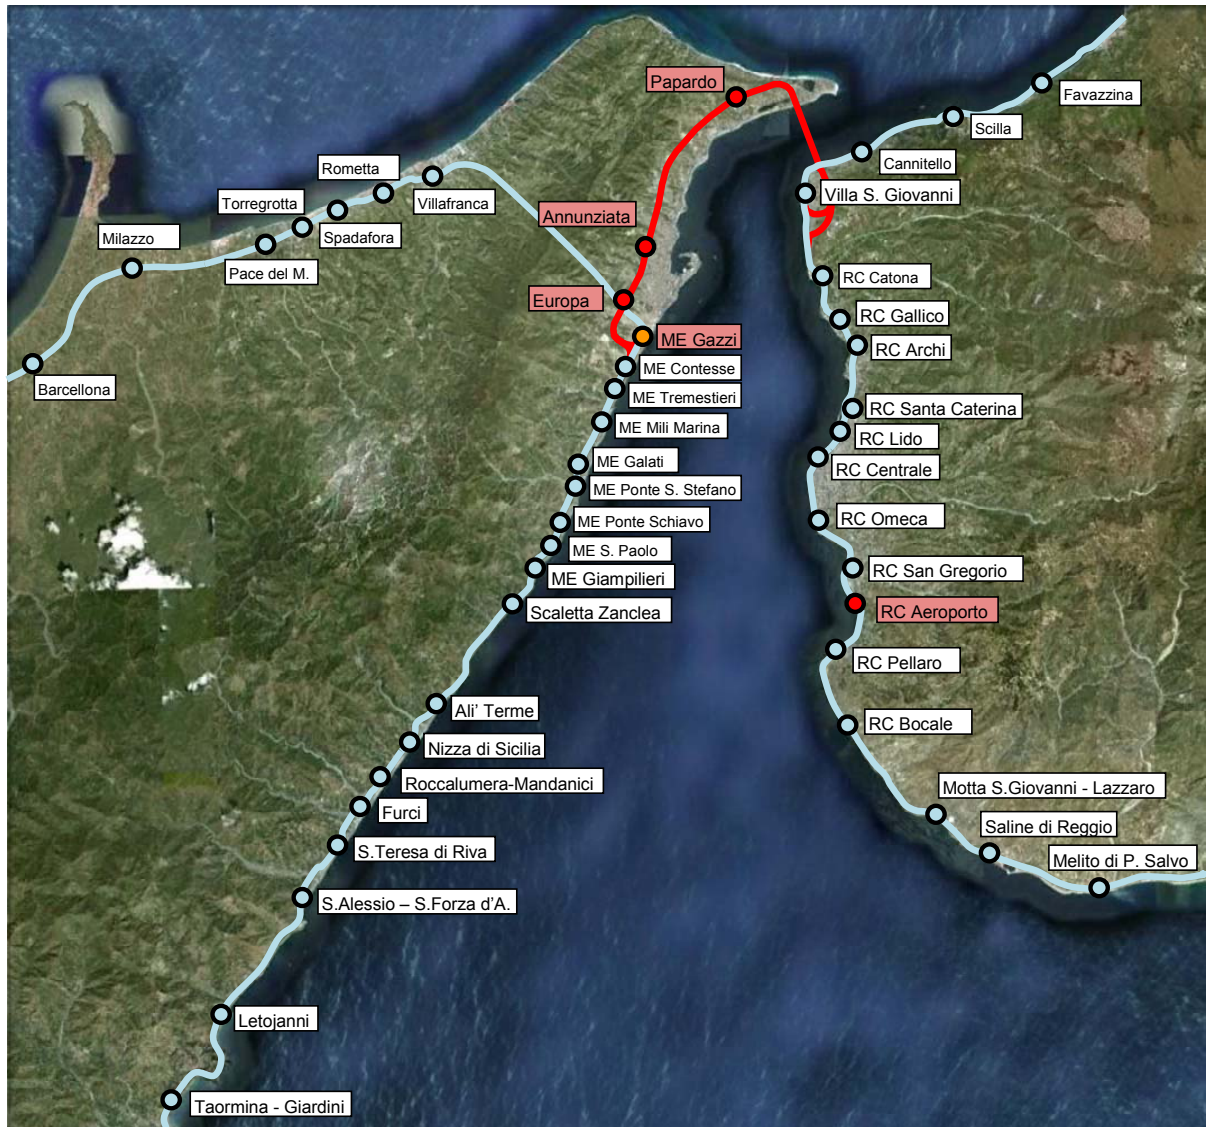 Papardo
Favazzina
Scilla
Cannitello
Rometta
Villafranca
Villa S. Giovanni
Torregrotta
Spadafora
Annunziata
Milazzo
Pace del M.
RC Catona
Europa
RC Gallico
ME Gazzi
RC Archi
ME Contesse
Barcellona
ME Tremestieri
RC Santa Caterina
ME Mili Marina
RC Lido
ME Galati
RC Centrale
ME Ponte S. Stefano
ME Ponte Schiavo
RC Omeca
ME S. Paolo
ME Giampilieri
RC San Gregorio
Scaletta Zanclea
RC Aeroporto
RC Pellaro
Ali' Terme
RC Bocale
Nizza di Sicilia
Roccalumera-Mandanici
Motta S.Giovanni - Lazzaro
Furci
Saline di Reggio
S.Teresa di Riva
Melito di P. Salvo
S.Alessio – S.Forza d'A.
Letojanni
Taormina - Giardini